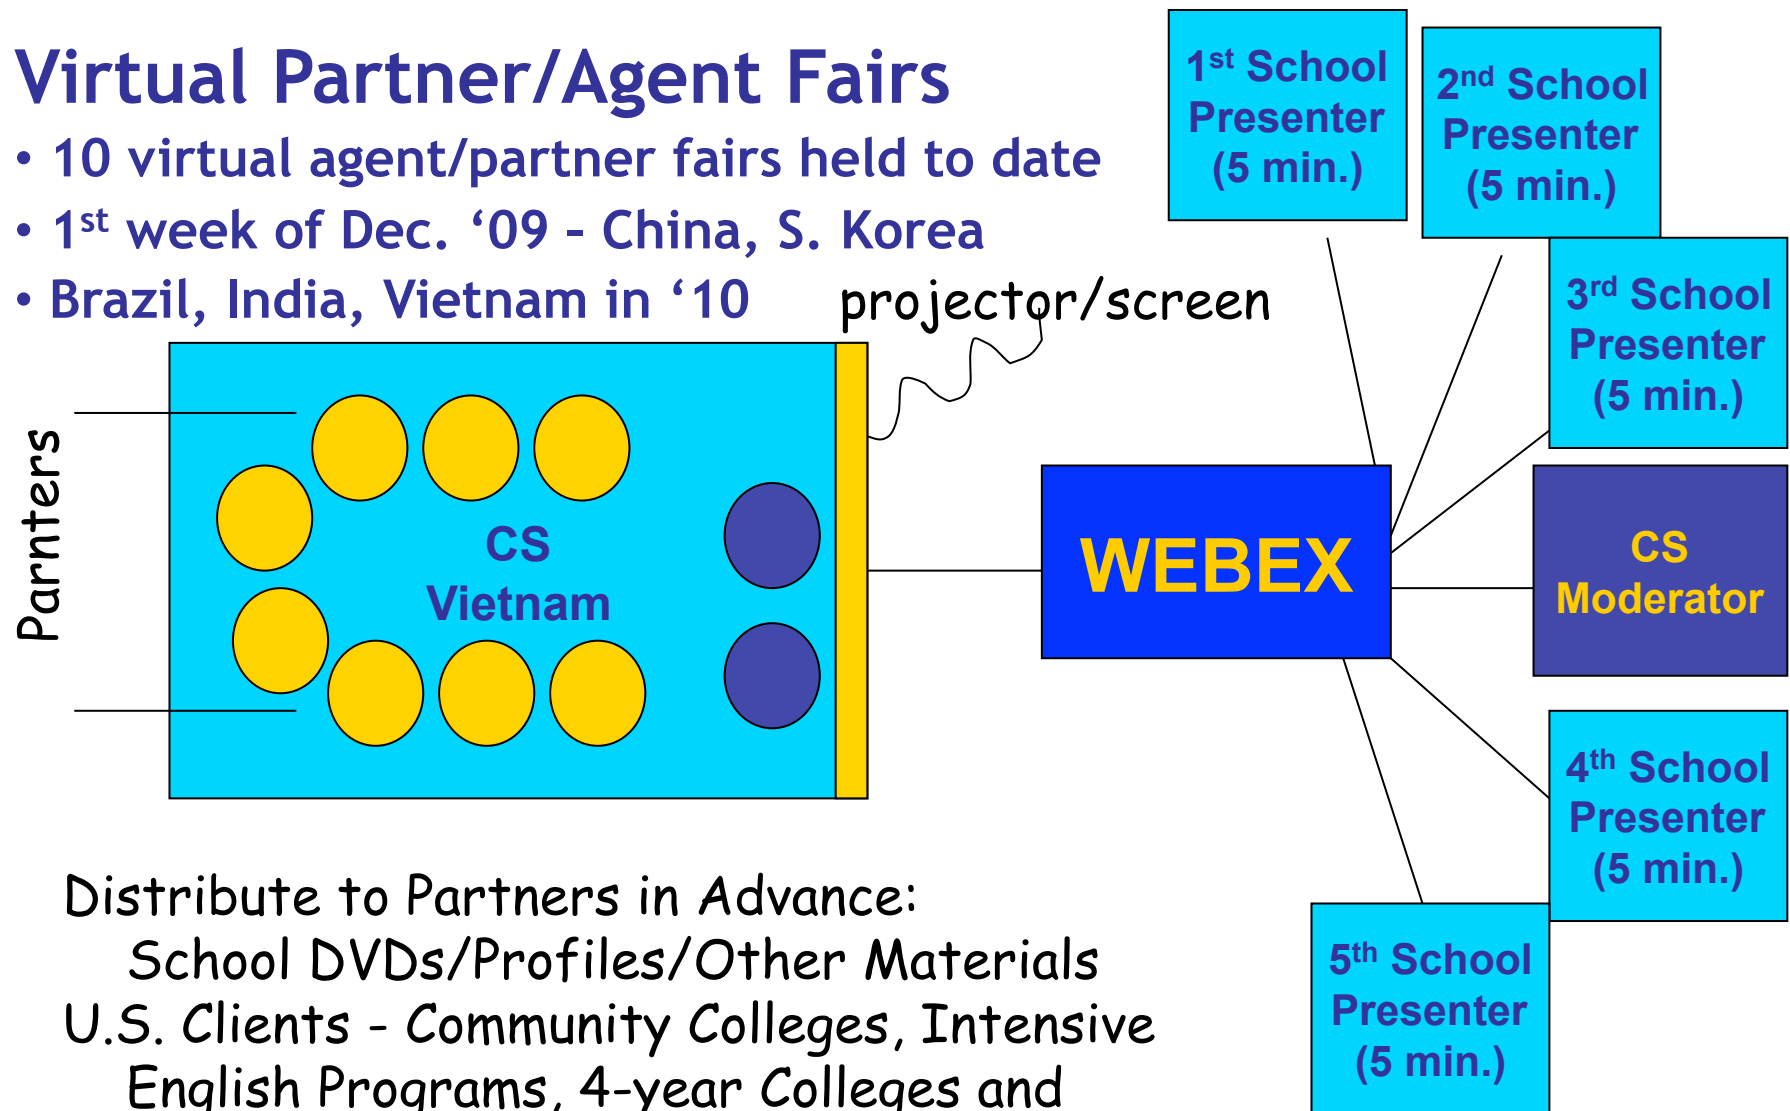 Virtual Partner/Agent Fairs
• 10 virtual agent/partner fairs held to date
• 1st week of Dec. ‘09 – China, S. Korea
• Brazil, India, Vietnam in ‘10
projector/screen
1st School
Presenter
(5 min.)
2nd School
Presenter
(5 min.)
3rd School
Presenter
(5 min.)
Parnters
CS
Vietnam
WEBEX
CS
Moderator
4th School
Presenter
(5 min.)
5th School
Presenter
(5 min.)
Distribute to Partners in Advance:
School DVDs/Profiles/Other Materials
U.S. Clients - Community Colleges, Intensive
English Programs, 4-year Colleges and